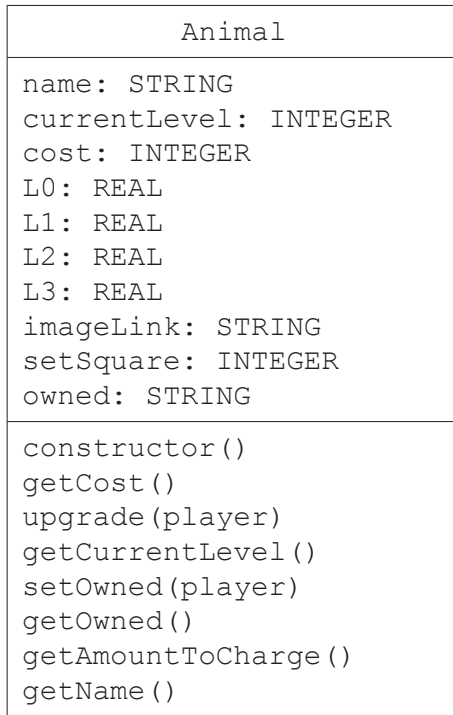 Animal
name: STRING
currentLevel: INTEGER
cost: INTEGER
L0: REAL
L1: REAL
L2: REAL
L3: REAL
imageLink: STRING
setSquare: INTEGER
owned: STRING
constructor()
getCost()
upgrade(player)
getCurrentLevel()
setOwned(player)
getOwned()
getAmountToCharge()
getName()